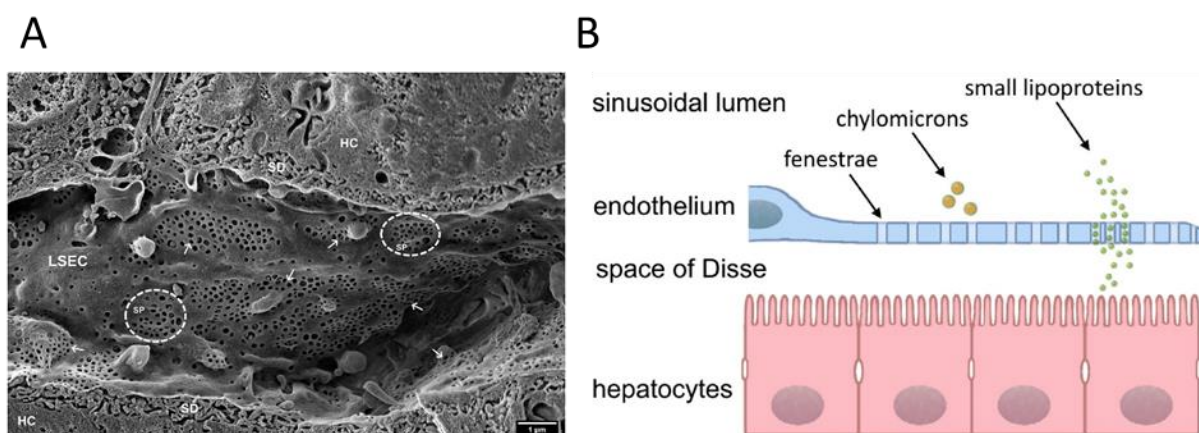 A
HC
SD
SP
LSEC
SP
SD
HC
1 µm
B
sinusoidal lumen
small lipoproteins
chylomicrons
fenestrae
endothelium
space of Disse
hepatocytes